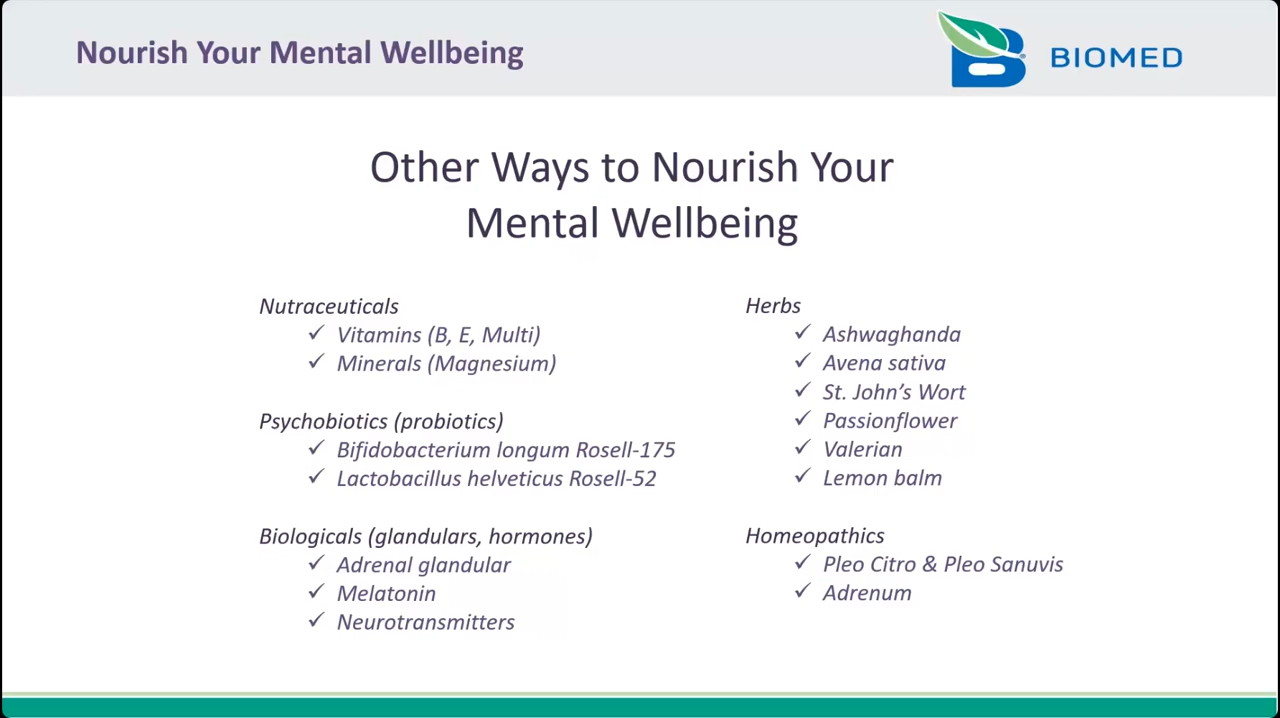 Nourish Your Mental Wellbeing
BIOMED
Other Ways to Nourish Your
Mental Wellbeing
Nutraceuticals
✓ Vitamins (B, E, Multi)
✓ Minerals (Magnesium)
Psychobiotics (probiotics)
✓ Bifidobacterium longum Rosell-175
✓ Lactobacillus helveticus Rosell-52
Biologicals (glandulars, hormones)
✓ Adrenal glandular
✓ Melatonin
✓ Neurotransmitters
Herbs
✓ Ashwaghanda
✓ Avena sativa
✓ St. John's Wort
✓ Passionflower
✓ Valerian
✓ Lemon balm
Homeopathics
✓ Pleo Citro & Pleo Sanuvis
✓ Adrenum